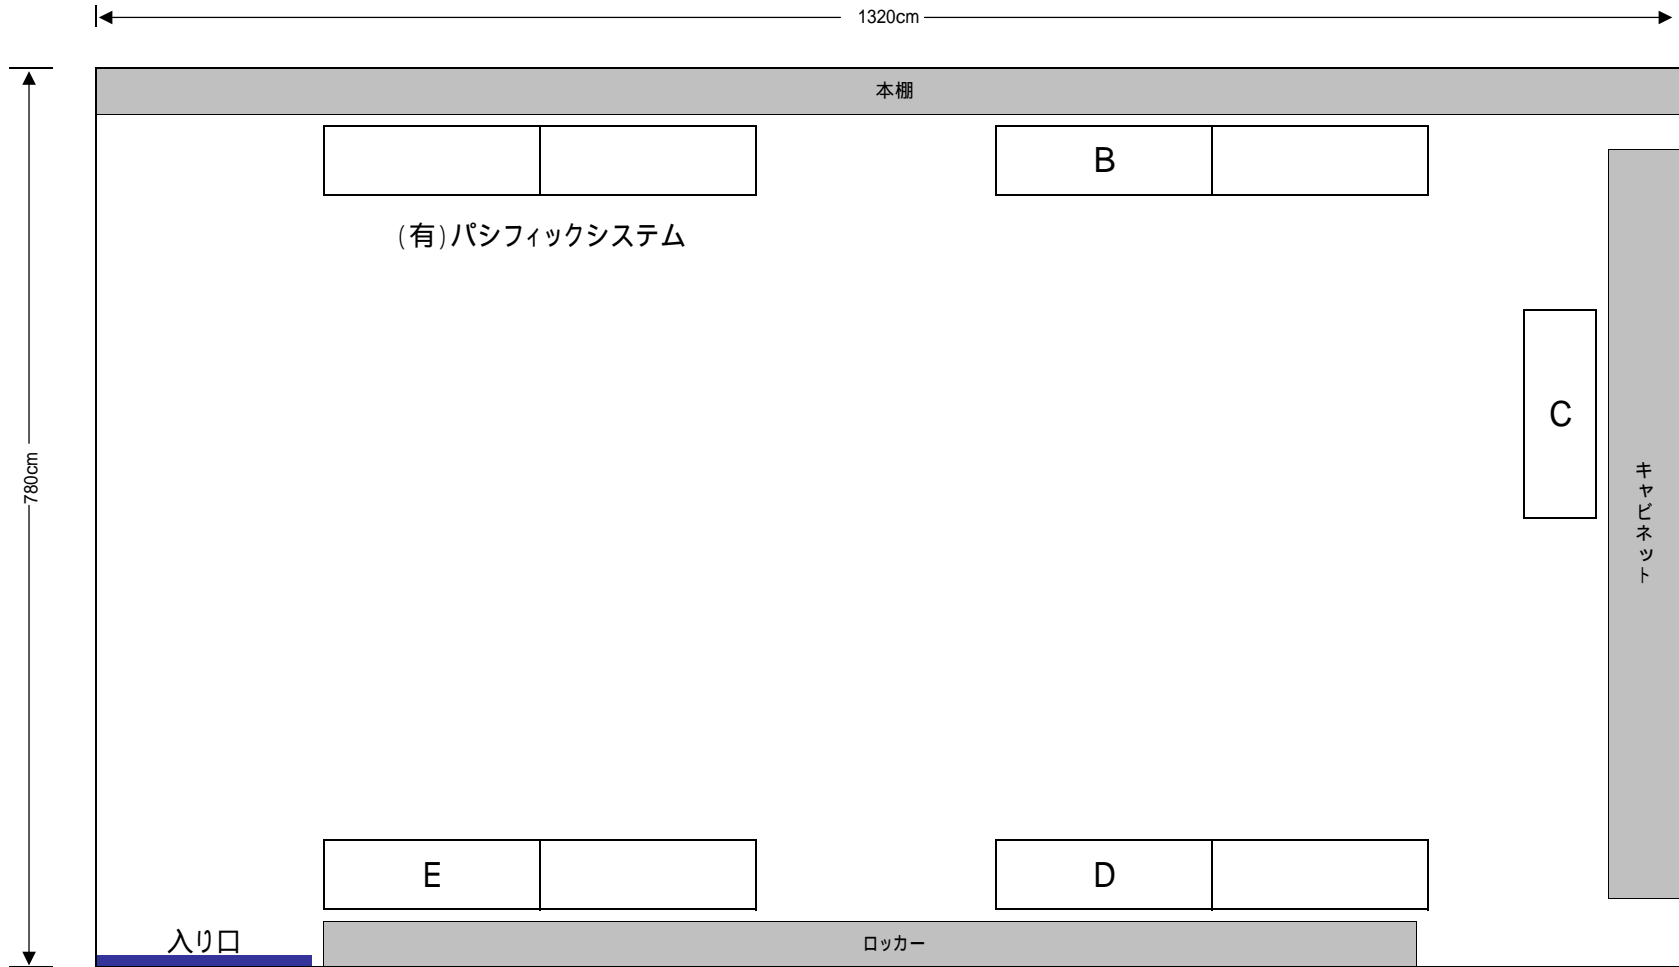 1320cm
本棚
B
(有)パシフィックシステム
C
780cm
キャビネット
E
D
入り口
ロッカー